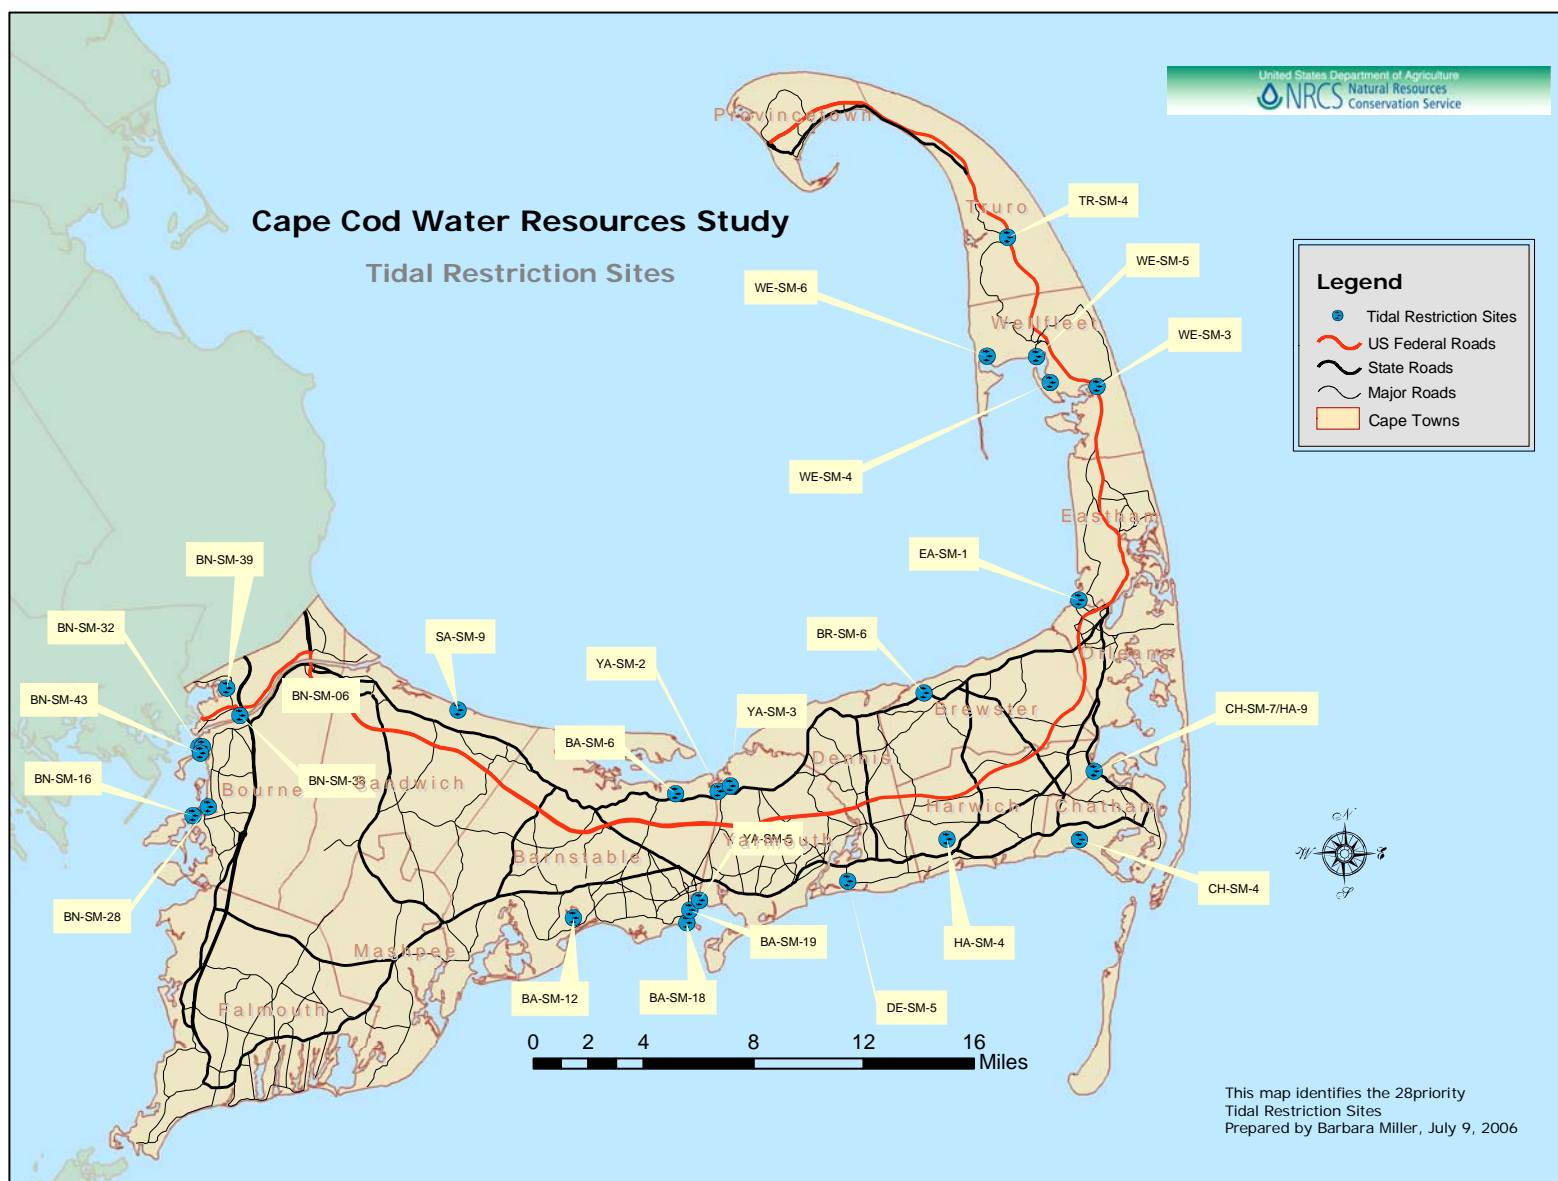 United States Department of Agriculture
NRCS Natural Resources
Conservation Service
Provincetown
Cape Cod Water Resources Study
Tidal Restriction Sites
Truro
TR-SM-4
WE-SM-5
WE-SM-6
Wellfleet
WE-SM-3
WE-SM-4
Legend
Tidal Restriction Sites
US Federal Roads
State Roads
Major Roads
Cape Towns
Eastham
EA-SM-1
BN-SM-39
BN-SM-32
SA-SM-9
BR-SM-6
YA-SM-2
Orleans
BN-SM-43
BN-SM-06
YA-SM-3
Brewster
CH-SM-7/HA-9
BA-SM-6
Dennis
BN-SM-16
BN-SM-33
Bourne
Sandwich
Harwich
Chatham
YA-SM-5
Yarmouth
Barnstable
N
W
E
S
CH-SM-4
BN-SM-28
BA-SM-19
HA-SM-4
Mashpee
BA-SM-12
BA-SM-18
DE-SM-5
Falmouth
0 2 4 8 12 16
Miles
This map identifies the 28priority
Tidal Restriction Sites
Prepared by Barbara Miller, July 9, 2006